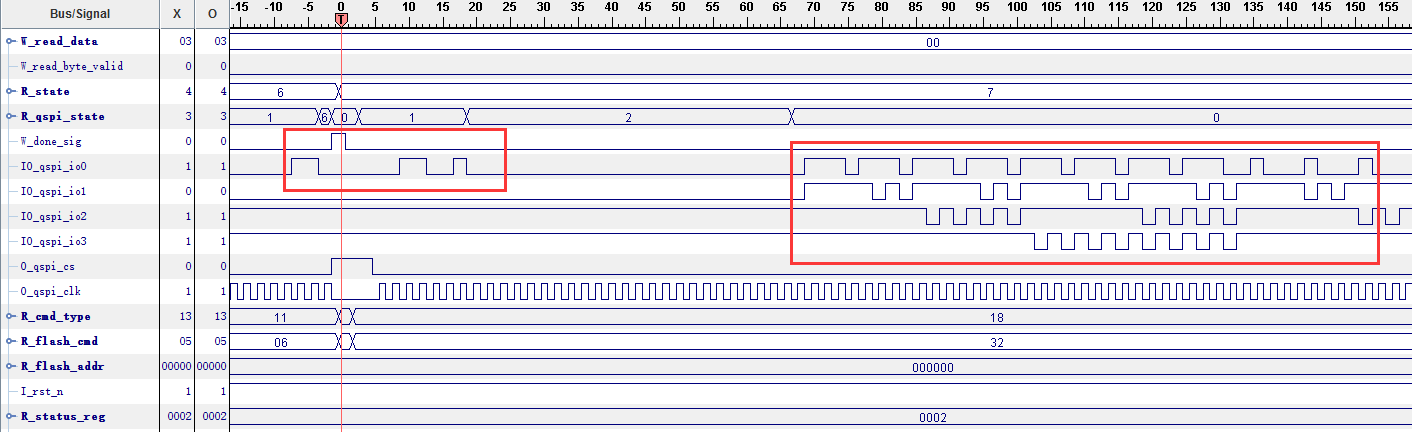 Bus/Signal X O -15 -10 -5 0 5 10 15 20 25 30 35 40 45 50 55 60 65 70 75 80 85 90 95 100 105 110 115 120 125 130 135 140 145 150 155
T
W_read_data 03 03 00
W_read_byte_valid 0 0
R_state 4 4 6 7
R_qspi_state 3 3 1 6 0 1 2 0
W_done_sig 0 0
IO_qspi_io0 1 1
IO_qspi_io1 0 0
IO_qspi_io2 1 1
IO_qspi_io3 1 1
O_qspi_cs 0 0
O_qspi_clk 1 1
R_cmd_type 13 13 11 18
R_flash_cmd 05 05 06 32
R_flash_addr 00000 00000 000000
I_rst_n 1 1
R_status_reg 0002 0002 0002